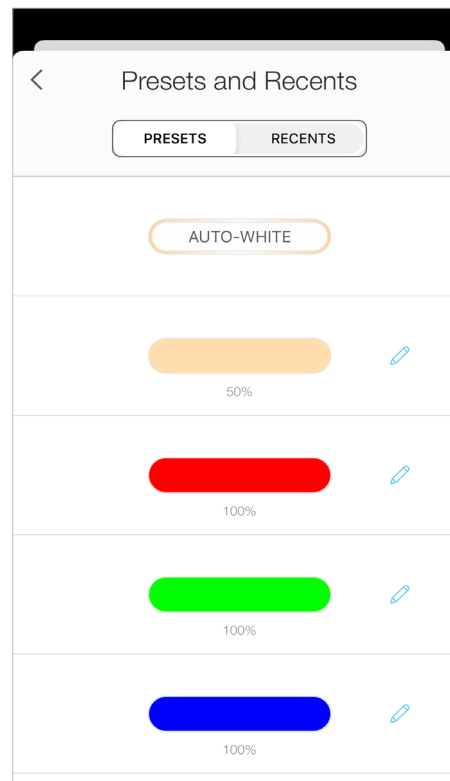 Presets and Recents
PRESETS RECENTS
AUTO-WHITE
50%
100%
100%
100%